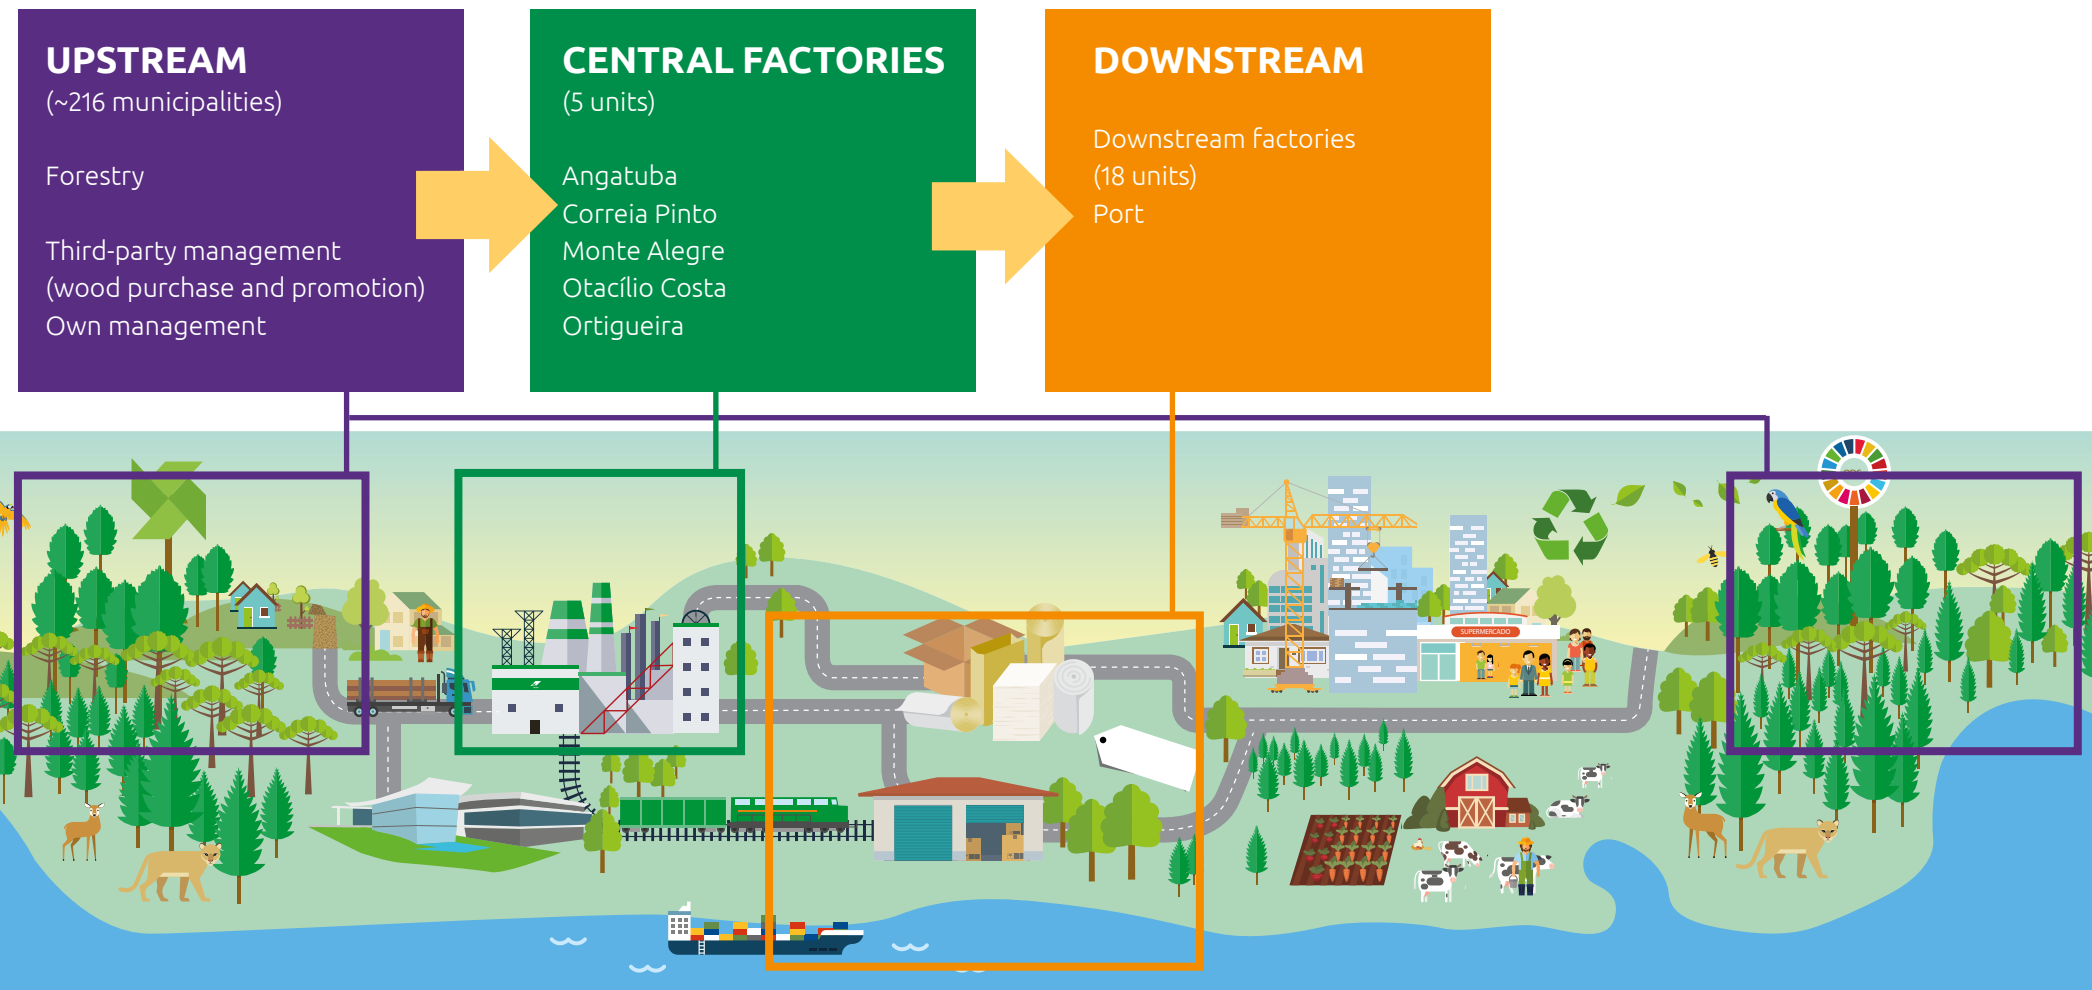 UPSTREAM
(~216 municipalities)
Forestry
Third-party management
(wood purchase and promotion)
Own management
CENTRAL FACTORIES
(5 units)
Angatuba
Correia Pinto
Monte Alegre
Otacílio Costa
Ortigueira
DOWNSTREAM
Downstream factories
(18 units)
Port
SUPERMERCADO